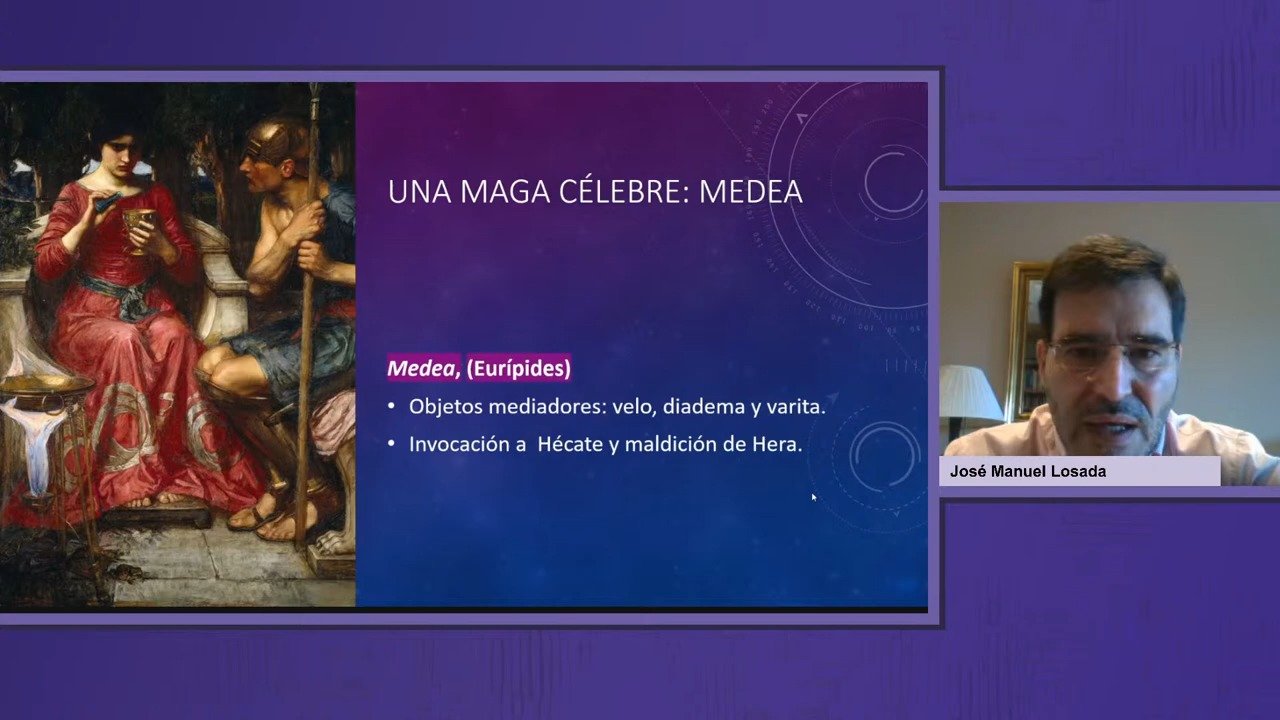 UNA MAGA CÉLEBRE: MEDEA
Medea, (Eurípides)
• Objetos mediadores: velo, diadema y varita.
• Invocación a  Hécate y maldición de Hera.
José Manuel Losada